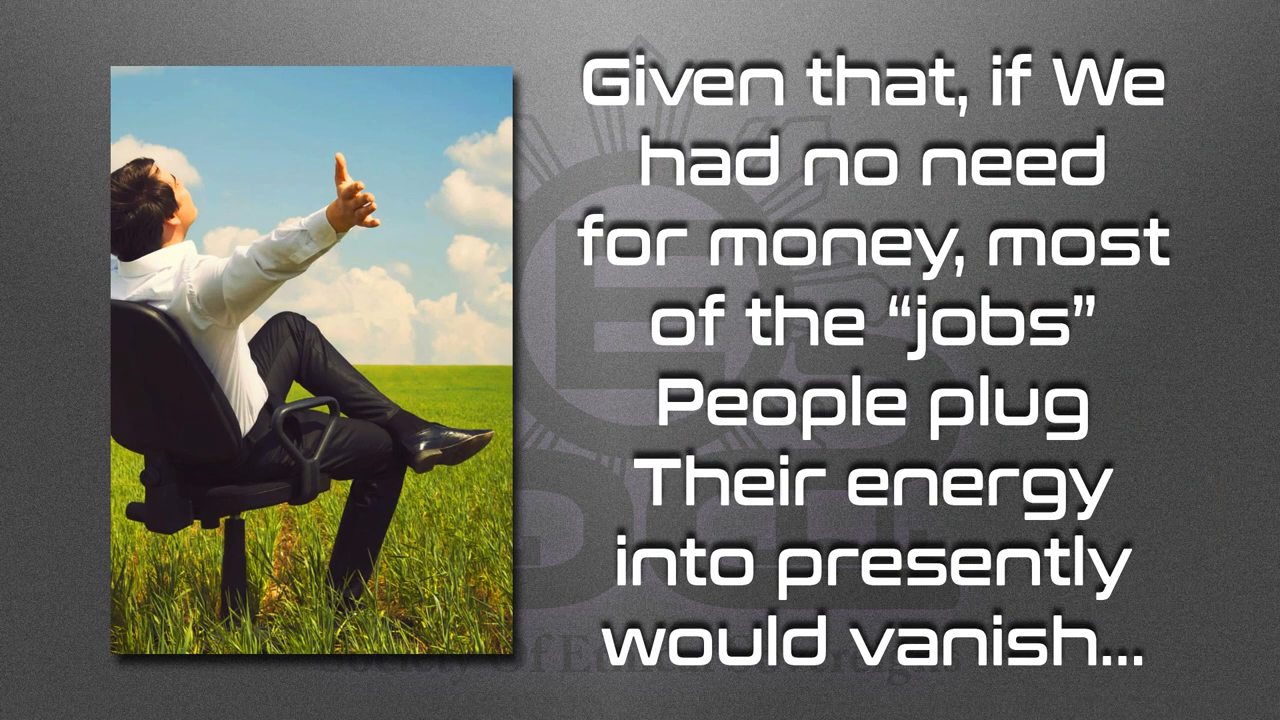 Given that, if We
had no need
for money, most
of the “jobs”
People plug
Their energy
into presently
would vanish...